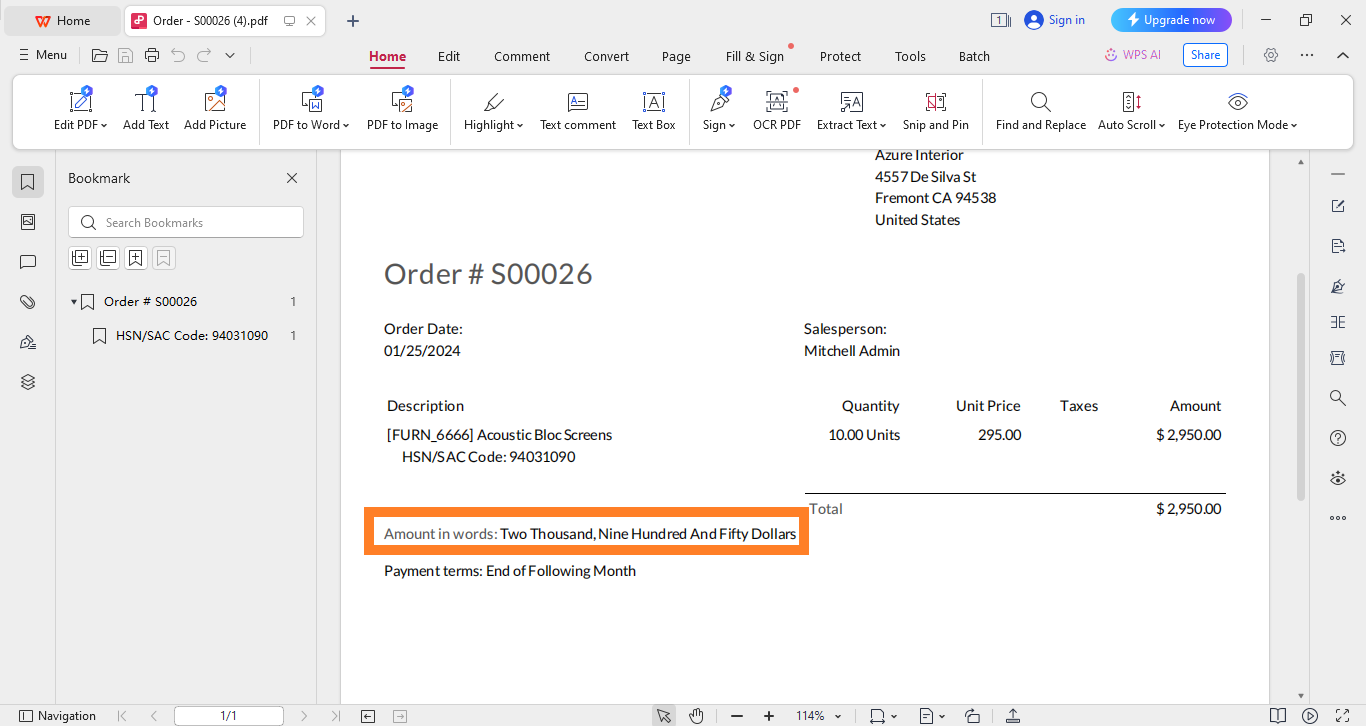 Home
Order - S00026 (4).pdf
1
Sign in
Upgrade now
Menu
Home
Edit
Comment
Convert
Page
Fill & Sign
Protect
Tools
Batch
WPS AI
Share
Edit PDF
Add Text
Add Picture
PDF to Word
PDF to Image
Highlight
Text comment
Text Box
Sign
OCR PDF
Extract Text
Snip and Pin
Find and Replace
Auto Scroll
Eye Protection Mode
Bookmark
Search Bookmarks
Order # S00026 1
HSN/SAC Code: 94031090 1
Azure Interior
4557 De Silva St
Fremont CA 94538
United States
Order # S00026
Order Date:
01/25/2024
Salesperson:
Mitchell Admin
Description Quantity Unit Price Taxes Amount
[FURN_6666] Acoustic Bloc Screens 10.00 Units 295.00 $ 2,950.00
HSN/SAC Code: 94031090
Total $ 2,950.00
Amount in words: Two Thousand, Nine Hundred And Fifty Dollars
Payment terms: End of Following Month
Navigation
1/1
114%